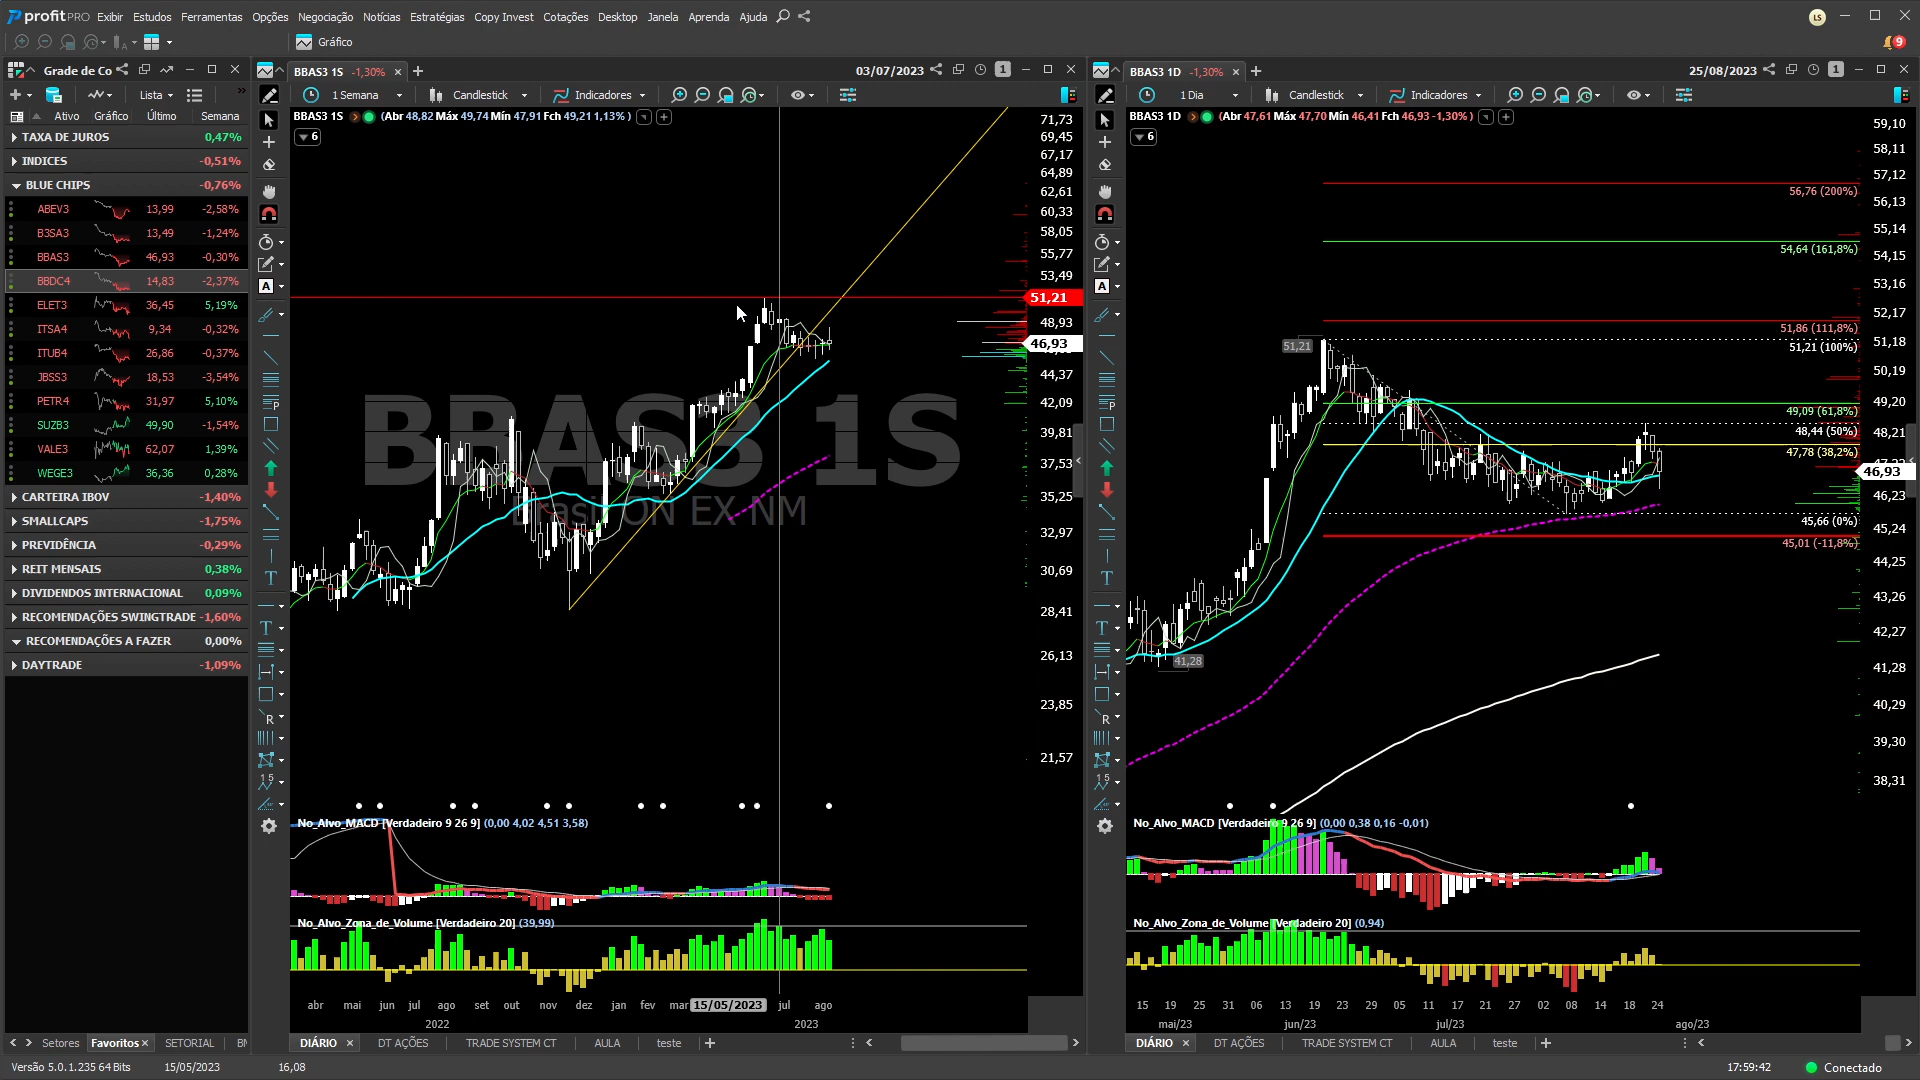 profitPRO Exibir Estudos Ferramentas Opções Negociação Notícias Estratégias Copy Invest Cotações Desktop Janela Aprenda Ajuda LS
Gráfico 9
Grade de Co
Lista
Ativo Gráfico Último Semana
TAXA DE JUROS 0,47%
INDICES -0,51%
BLUE CHIPS -0,76%
ABEV3 13,99 -2,58%
B3SA3 13,49 -1,24%
BBAS3 46,93 -0,30%
BBDC4 14,83 -2,37%
ELET3 36,45 5,19%
ITSA4 9,34 -0,32%
ITUB4 26,86 -0,37%
JBSS3 18,53 -3,54%
PETR4 31,97 5,10%
SUZB3 49,90 -1,54%
VALE3 62,07 1,39%
WEGE3 36,36 0,28%
CARTEIRA IBOV -1,40%
SMALLCAPS -1,75%
PREVIDÊNCIA -0,29%
REIT MENSAIS 0,38%
DIVIDENDOS INTERNACIONAL 0,09%
RECOMENDAÇÕES SWINGTRADE -1,60%
RECOMENDAÇÕES A FAZER 0,00%
DAYTRADE -1,09%
Setores Favoritos SETORIAL
BBAS3 1S -1,30% 03/07/2023 1
1 Semana Candlestick Indicadores
BBAS3 1S (Abr 48,82 Máx 49,74 Mín 47,91 Fch 49,21 1,13% )
6
71,73
69,45
67,17
64,89
62,61
60,33
58,05
55,77
53,49
51,21
48,93
46,93
44,37
42,09
39,81
37,53
35,25
32,97
30,69
28,41
26,13
23,85
21,57
BBAS3 1S
Brasil ON EX NM
No_Alvo_MACD [Verdadeiro 9 26 9] (0,00 4,02 4,51 3,58)
No_Alvo_Zona_de_Volume [Verdadeiro 20] (39,99)
abr mai jun jul ago set out nov dez jan fev mar 15/05/2023 jul ago
2022 2023
DIÁRIO DT AÇÕES TRADE SYSTEM CT AULA teste
BBAS3 1D -1,30% 25/08/2023 1
1 Dia Candlestick Indicadores
BBAS3 1D (Abr 47,61 Máx 47,70 Mín 46,41 Fch 46,93 -1,30% )
6
56,76 (200%)
54,64 (161,8%)
51,86 (111,8%)
51,21 (100%)
51,21
49,09 (61,8%)
48,44 (50%)
47,78 (38,2%)
45,66 (0%)
45,01 (-11,8%)
41,28
59,10
58,11
57,12
56,13
55,14
54,15
53,16
52,17
51,18
50,19
49,20
48,21
46,93
46,23
45,24
44,25
43,26
42,27
41,28
40,29
39,30
38,31
No_Alvo_MACD [Verdadeiro 9 26 9] (0,00 0,38 0,16 -0,01)
No_Alvo_Zona_de_Volume [Verdadeiro 20] (0,94)
15 19 25 31 06 13 19 23 29 05 11 17 21 27 02 08 14 18 24
mai/23 jun/23 jul/23 ago/23
DIÁRIO DT AÇÕES TRADE SYSTEM CT AULA teste
Versão 5.0.1.235 64 Bits 15/05/2023 16,08 17:59:42 Conectado